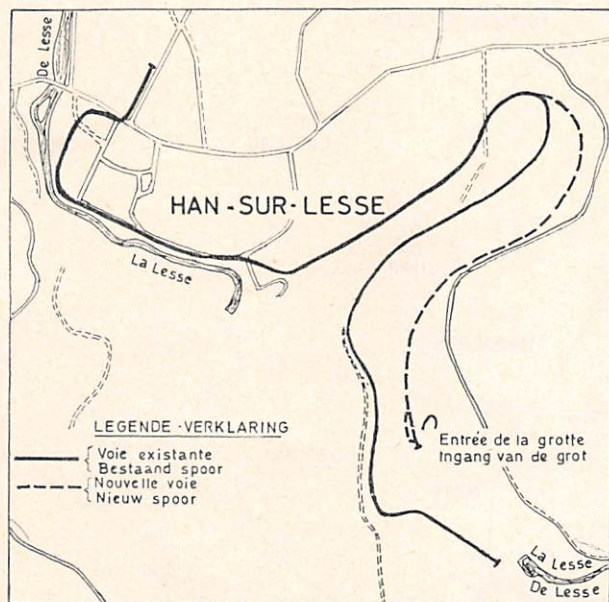 De Lesse
HAN-SUR-LESSE
La Lesse
LEGENDE-VERKLARING
Voie existante
Bestaand spoor
Nouvelle voie
Nieuw spoor
Entrée de la grotte
Ingang van de grot
La Lesse
De Lesse